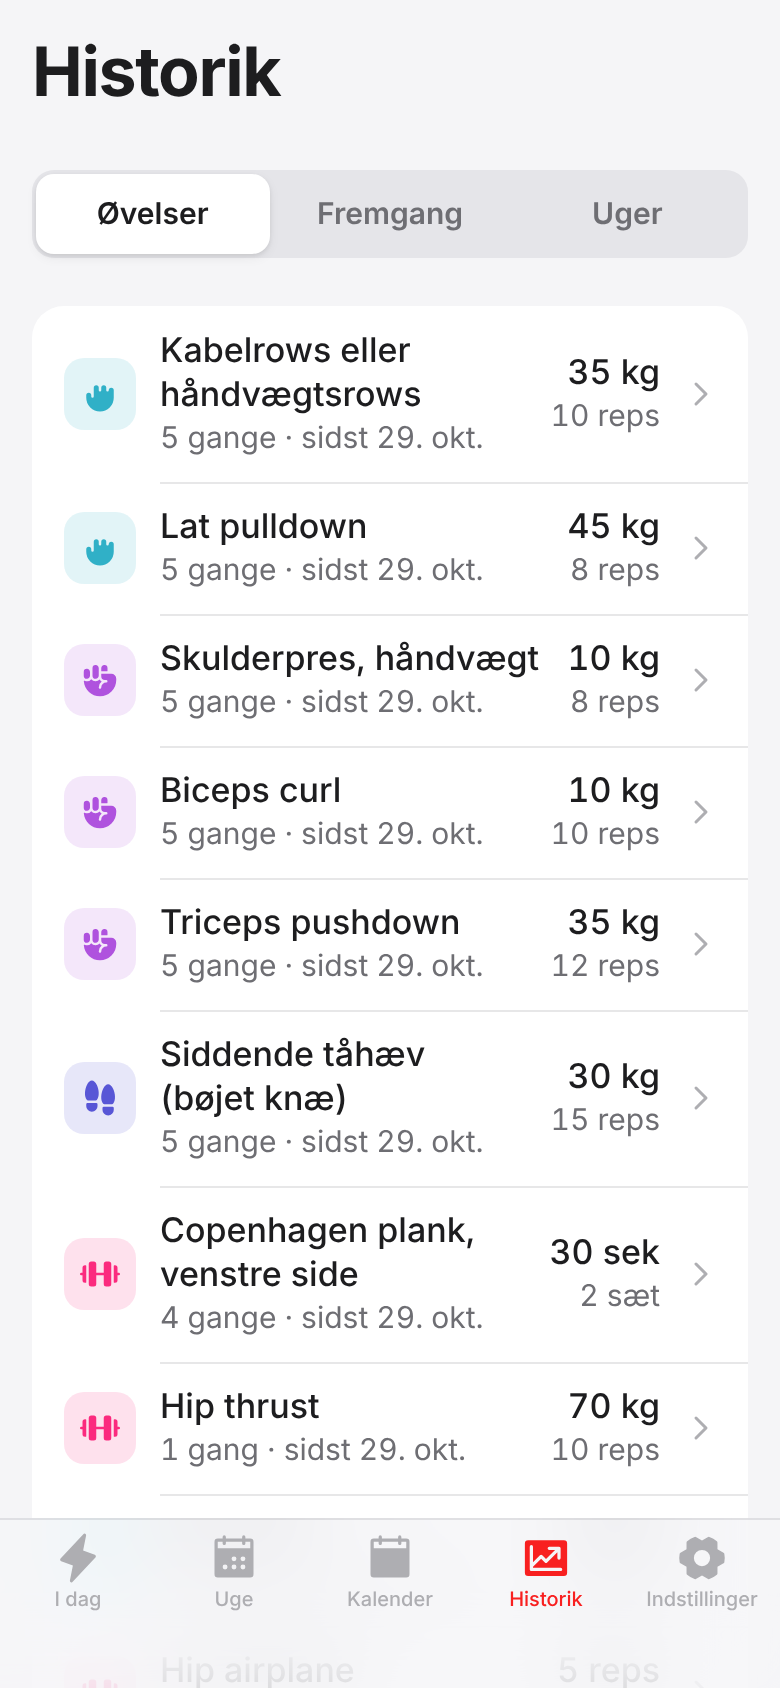 Historik
Øvelser
Fremgang
Uger
Kabelrows eller
håndvægtsrows
5 gange · sidst 29. okt.
35 kg
10 reps
Lat pulldown
5 gange · sidst 29. okt.
45 kg
8 reps
Skulderpres, håndvægt
5 gange · sidst 29. okt.
10 kg
8 reps
Biceps curl
5 gange · sidst 29. okt.
10 kg
10 reps
Triceps pushdown
5 gange · sidst 29. okt.
35 kg
12 reps
Siddende tåhæv
(bøjet knæ)
5 gange · sidst 29. okt.
30 kg
15 reps
Copenhagen plank,
venstre side
4 gange · sidst 29. okt.
30 sek
2 sæt
Hip thrust
1 gang · sidst 29. okt.
70 kg
10 reps
I dag
Uge
Kalender
Historik
Indstillinger
Hip airplane
5 reps